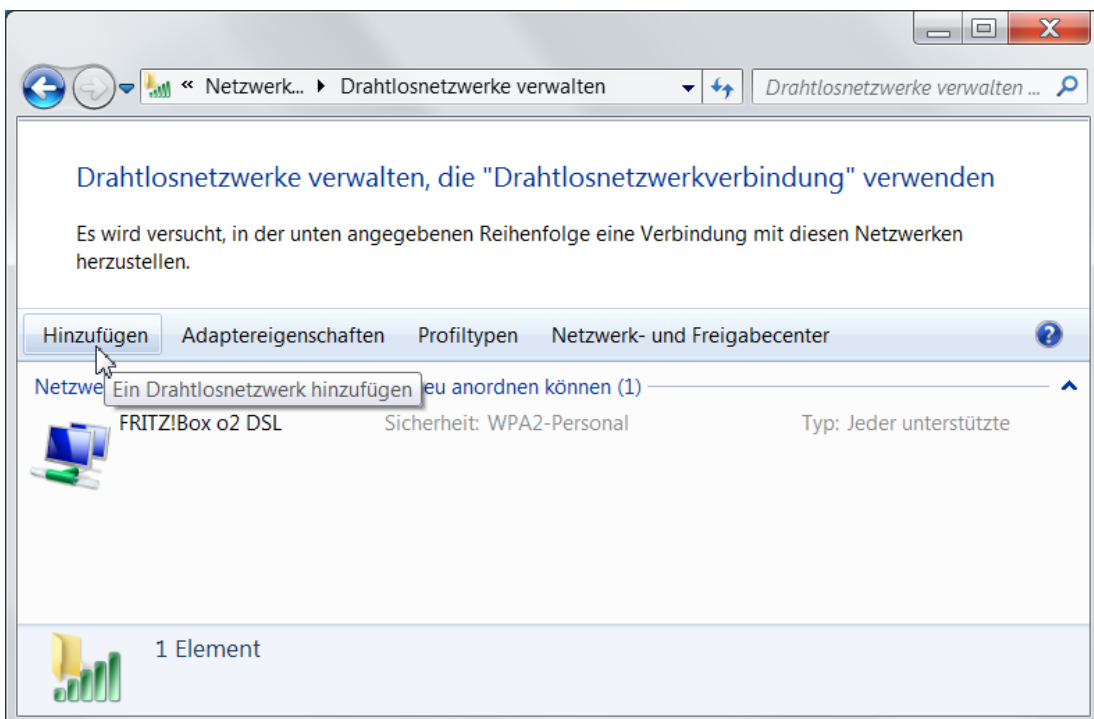 « Netzwerk... Drahtlosnetzwerke verwalten Drahtlosnetzwerke verwalten ...
Drahtlosnetzwerke verwalten, die "Drahtlosnetzwerkverbindung" verwenden
Es wird versucht, in der unten angegebenen Reihenfolge eine Verbindung mit diesen Netzwerken
herzustellen.
Hinzufügen Adaptereigenschaften Profiltypen Netzwerk- und Freigabecenter
Ein Drahtlosnetzwerk hinzufügen anordnen können (1)
FRITZ!Box o2 DSL Sicherheit: WPA2-Personal Typ: Jeder unterstützte
1 Element